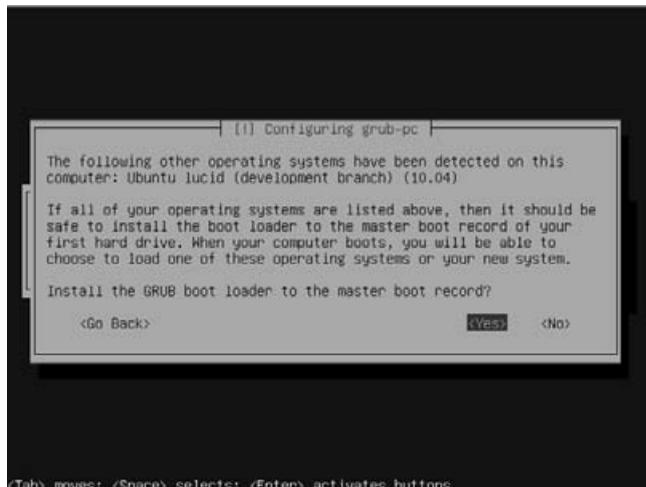 [!] Configuring grub-pc
The following other operating systems have been detected on this
computer: Ubuntu lucid (development branch) (10.04)
If all of your operating systems are listed above, then it should be
safe to install the boot loader to the master boot record of your
first hard drive. When your computer boots, you will be able to
choose to load one of these operating systems or your new system.
Install the GRUB boot loader to the master boot record?
<Go Back> <Yes> <No>
<Tab> moves; <Space> selects; <Enter> activates buttons